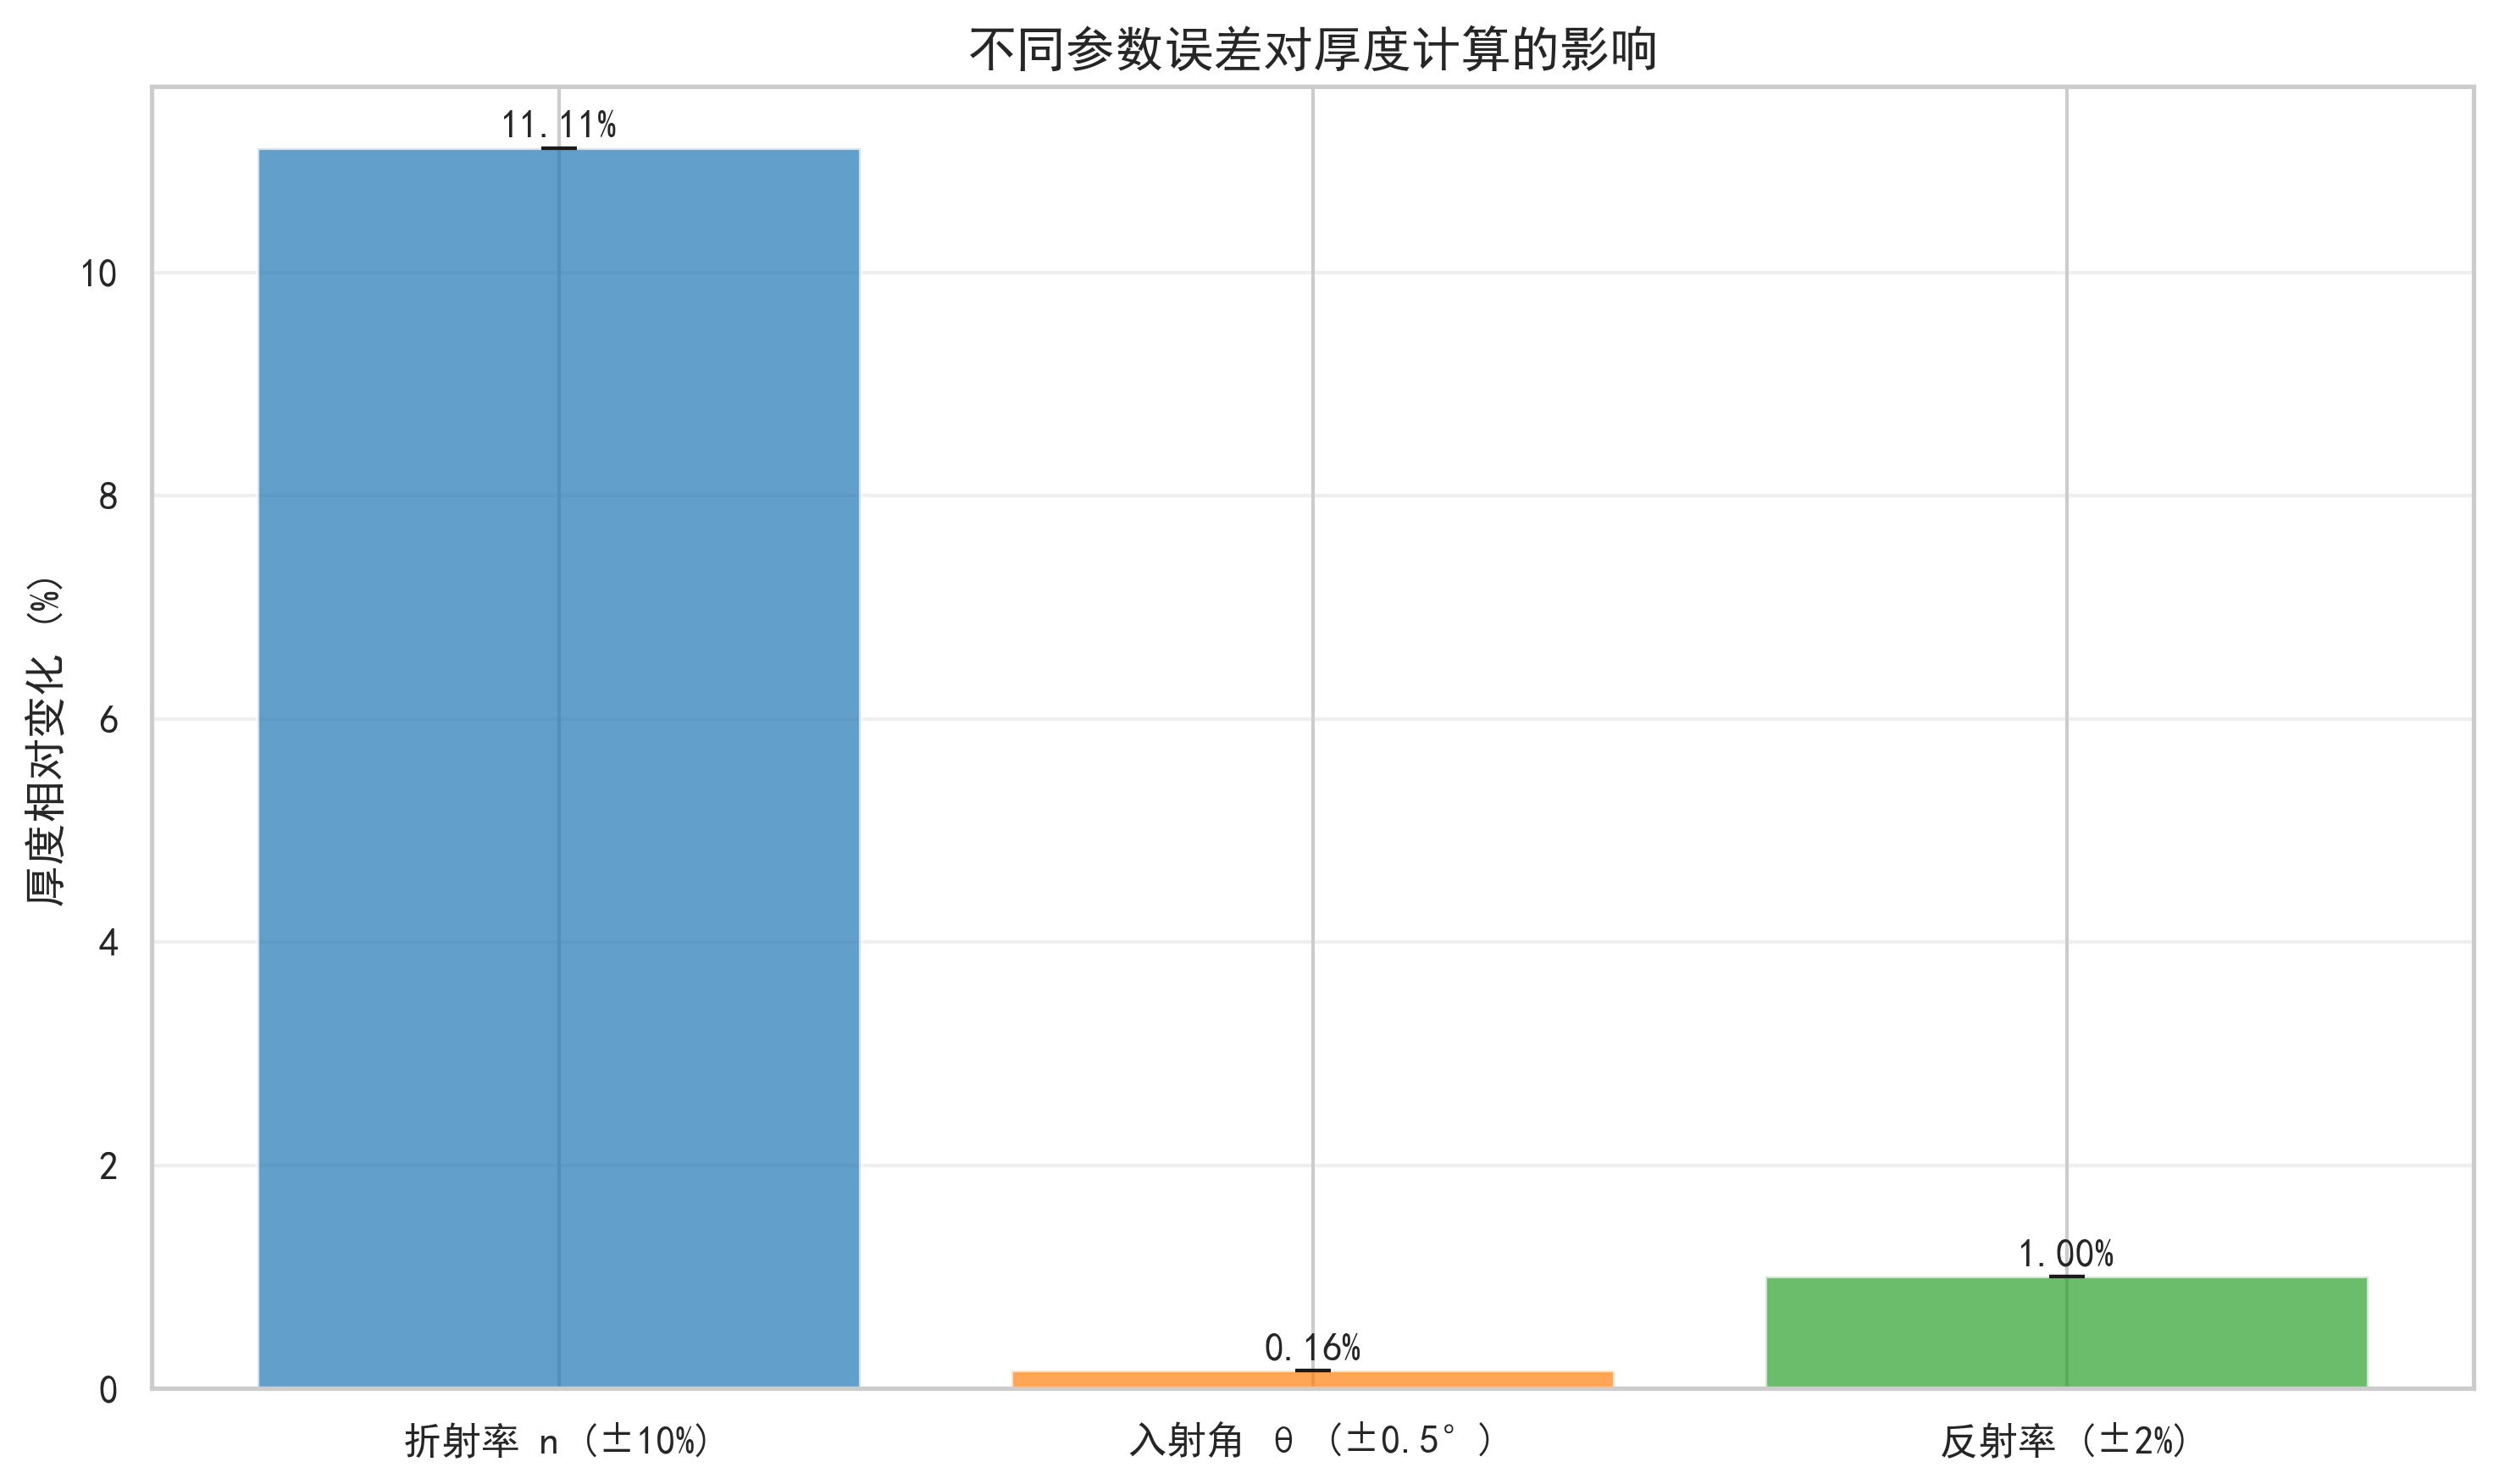 不同参数误差对厚度计算的影响
厚度相对变化 (%)
10
8
6
4
2
0
11.11%
0.16%
1.00%
折射率 n (±10%)
入射角 θ (±0.5°)
反射率 (±2%)